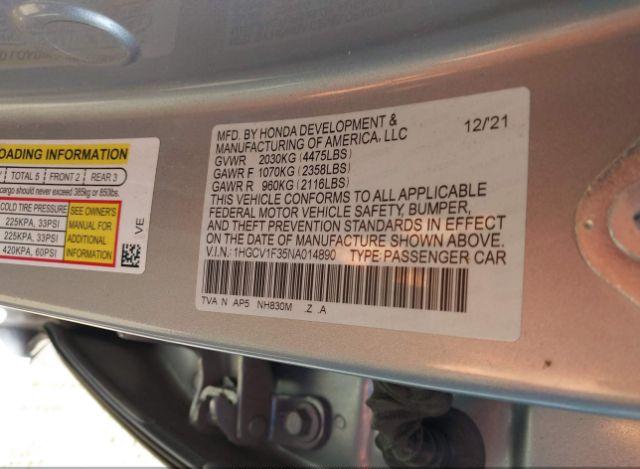 OADING INFORMATION
TOTAL 5 FRONT 2 REAR 3
cargo should never exceed 385kg or 850lbs.
COLD TIRE PRESSURE
225KPA, 33PSI
225KPA, 33PSI
420KPA, 60PSI
SEE OWNER'S
MANUAL FOR
ADDITIONAL
INFORMATION
VE
MFD. BY HONDA DEVELOPMENT & 12/'21
MANUFACTURING OF AMERICA, LLC
GVWR 2030KG (4475LBS)
GAWR F 1070KG (2358LBS)
GAWR R 960KG (2116LBS)
THIS VEHICLE CONFORMS TO ALL APPLICABLE
FEDERAL MOTOR VEHICLE SAFETY, BUMPER,
AND THEFT PREVENTION STANDARDS IN EFFECT
ON THE DATE OF MANUFACTURE SHOWN ABOVE.
V.I.N.: 1HGCV1F35NA014890 TYPE: PASSENGER CAR
TVA N AP5 NH830M .Z .A